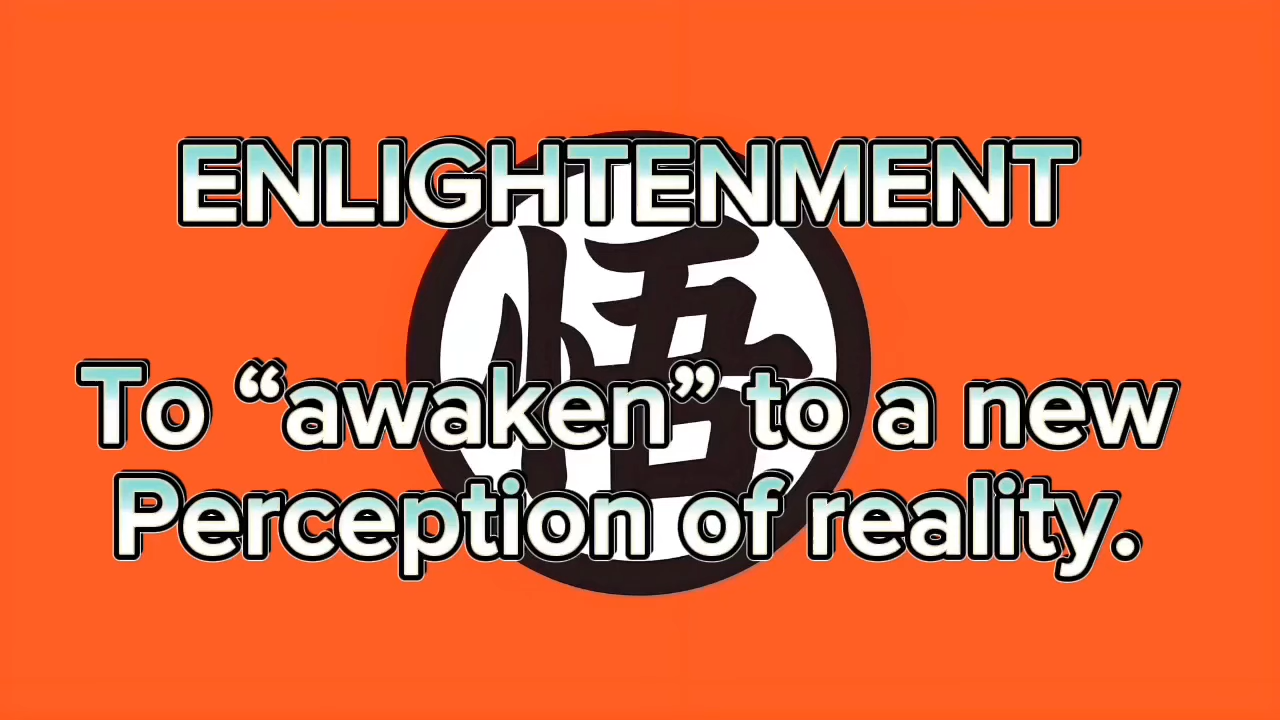 ENLIGHTENMENT
悟
To “awaken” to a new
Perception of reality.